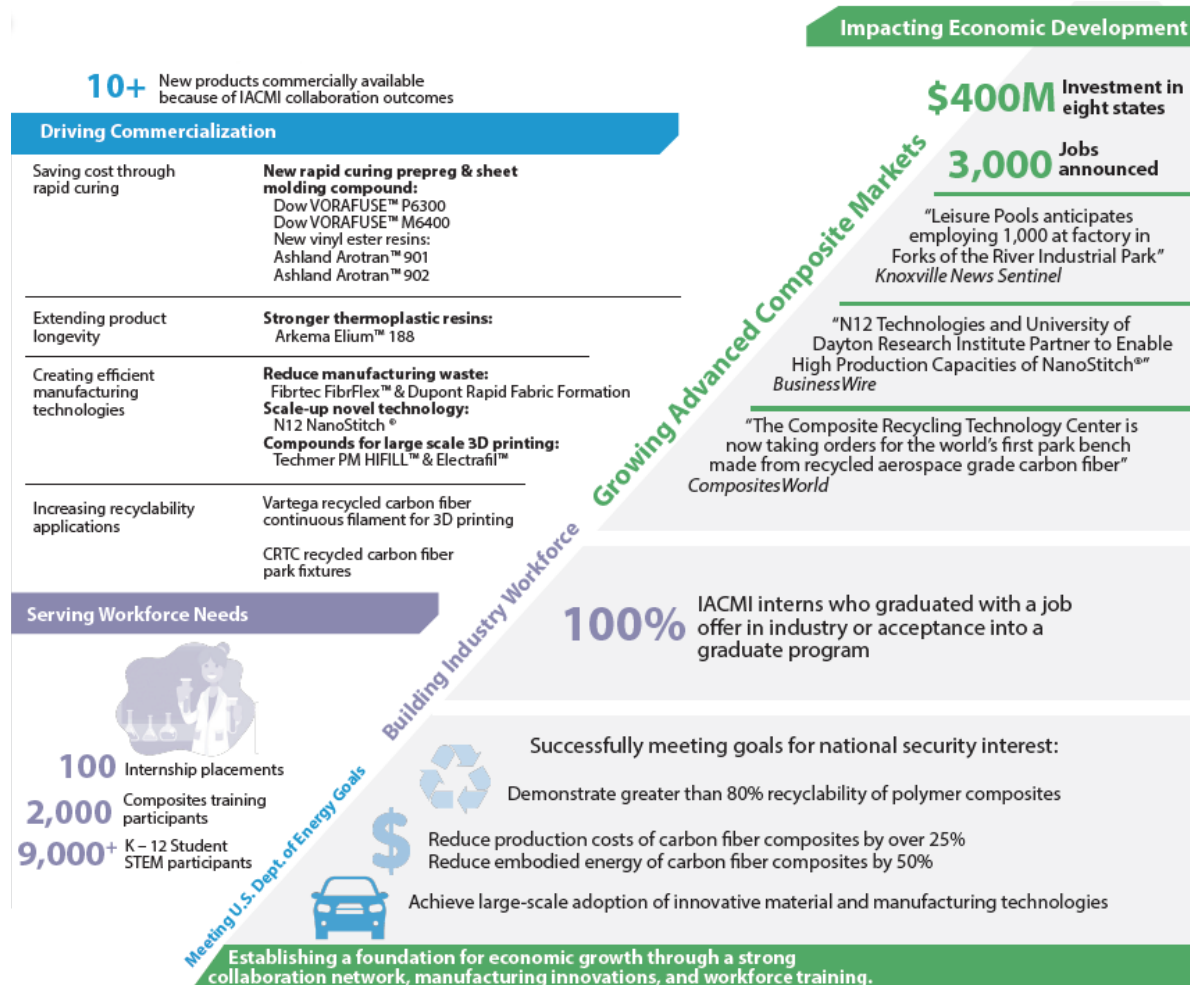 Impacting Economic Development
10+ New products commercially available
because of IACMI collaboration outcomes
Driving Commercialization
Saving cost through
rapid curing
New rapid curing prepreg & sheet
molding compound:
Dow VORAFUSE™ P6300
Dow VORAFUSE™ M6400
New vinyl ester resins:
Ashland Arotran™ 901
Ashland Arotran™ 902
Extending product
longevity
Stronger thermoplastic resins:
Arkema Elium™ 188
Creating efficient
manufacturing
technologies
Reduce manufacturing waste:
Fibrtec FibrFlex™ & Dupont Rapid Fabric Formation
Scale-up novel technology:
N12 NanoStitch ®
Compounds for large scale 3D printing:
Techmer PM HIFILL™ & Electrafil™
Increasing recyclability
applications
Vartega recycled carbon fiber
continuous filament for 3D printing
CRTC recycled carbon fiber
park fixtures
Serving Workforce Needs
100 Internship placements
2,000 Composites training
participants
9,000+ K – 12 Student
STEM participants
Growing Advanced Composite Markets
$400M Investment in
eight states
3,000 Jobs
announced
“Leisure Pools anticipates
employing 1,000 at factory in
Forks of the River Industrial Park”
Knoxville News Sentinel
“N12 Technologies and University of
Dayton Research Institute Partner to Enable
High Production Capacities of NanoStitch®”
BusinessWire
“The Composite Recycling Technology Center is
now taking orders for the world’s first park bench
made from recycled aerospace grade carbon fiber”
CompositesWorld
Building Industry Workforce
100% IACMI interns who graduated with a job
offer in industry or acceptance into a
graduate program
Meeting U.S. Dept. of Energy Goals
Successfully meeting goals for national security interest:
Demonstrate greater than 80% recyclability of polymer composites
$
Reduce production costs of carbon fiber composites by over 25%
Reduce embodied energy of carbon fiber composites by 50%
Achieve large-scale adoption of innovative material and manufacturing technologies
Establishing a foundation for economic growth through a strong
collaboration network, manufacturing innovations, and workforce training.